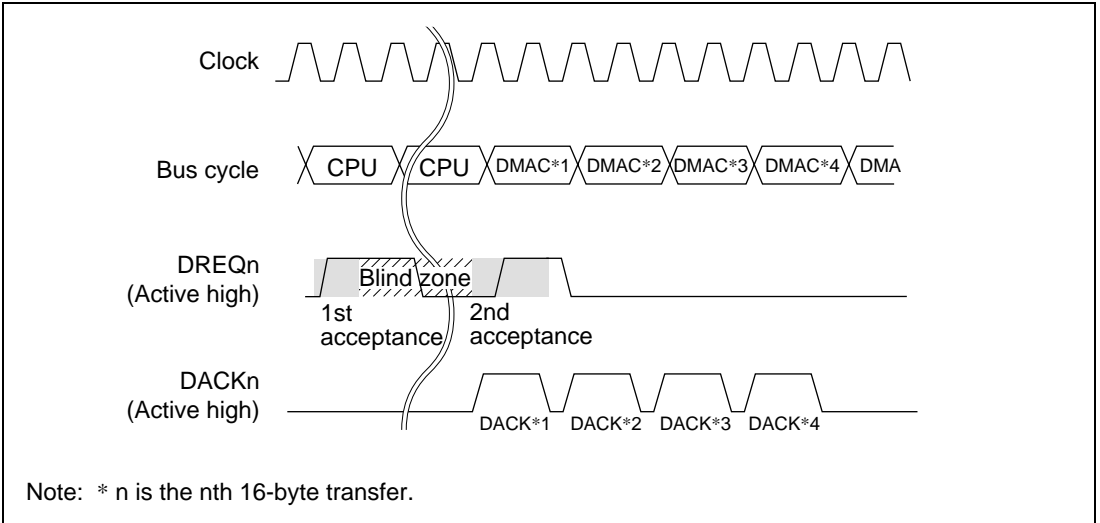 Clock
Bus cycle
CPU CPU DMAC*1 DMAC*2 DMAC*3 DMAC*4 DMA
DREQn
(Active high)
Blind zone
1st
acceptance
2nd
acceptance
DACKn
(Active high)
DACK*1 DACK*2 DACK*3 DACK*4
Note: * n is the nth 16-byte transfer.